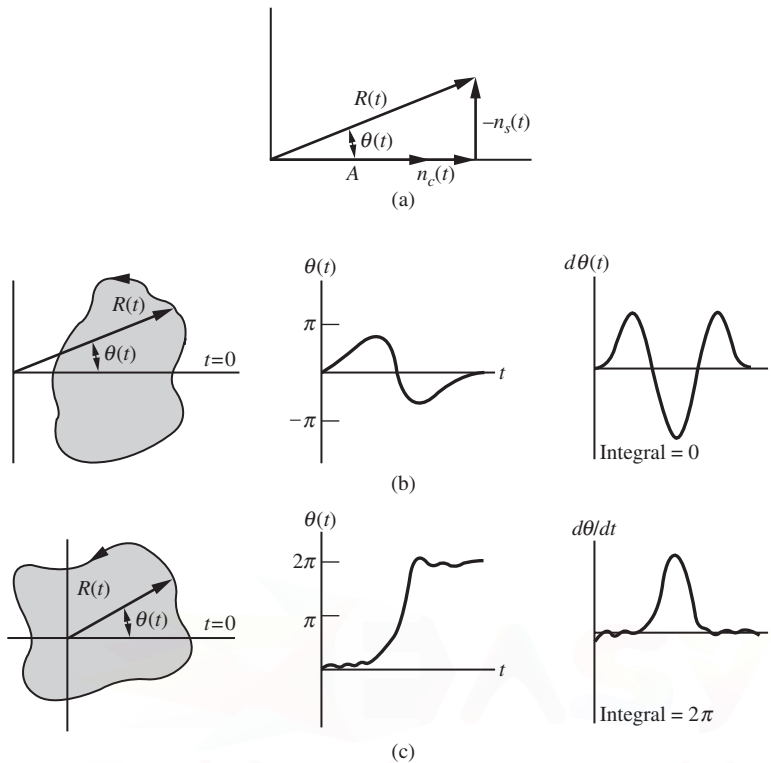 R(t)
θ(t)
–n_s(t)
A
n_c(t)
(a)
R(t)
θ(t)
t=0
θ(t)
π
−π
t
dθ(t)
Integral = 0
(b)
R(t)
θ(t)
t=0
θ(t)
2π
π
t
dθ/dt
Integral = 2π
(c)